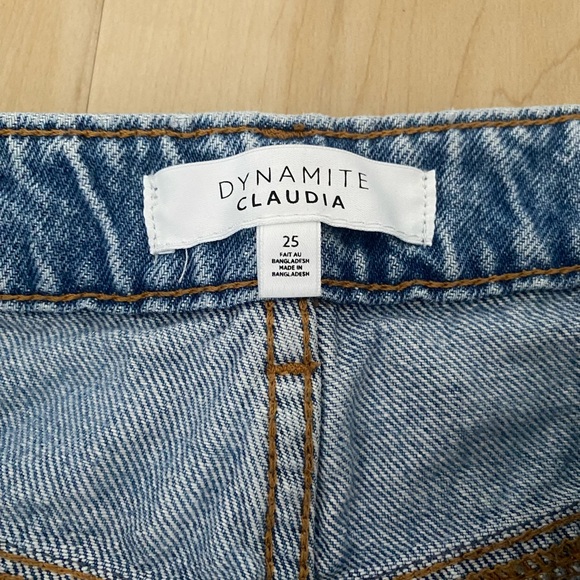 DYNAMITE
CLAUDIA
25
FAIT AU
BANGLADESH
MADE IN
BANGLADESH